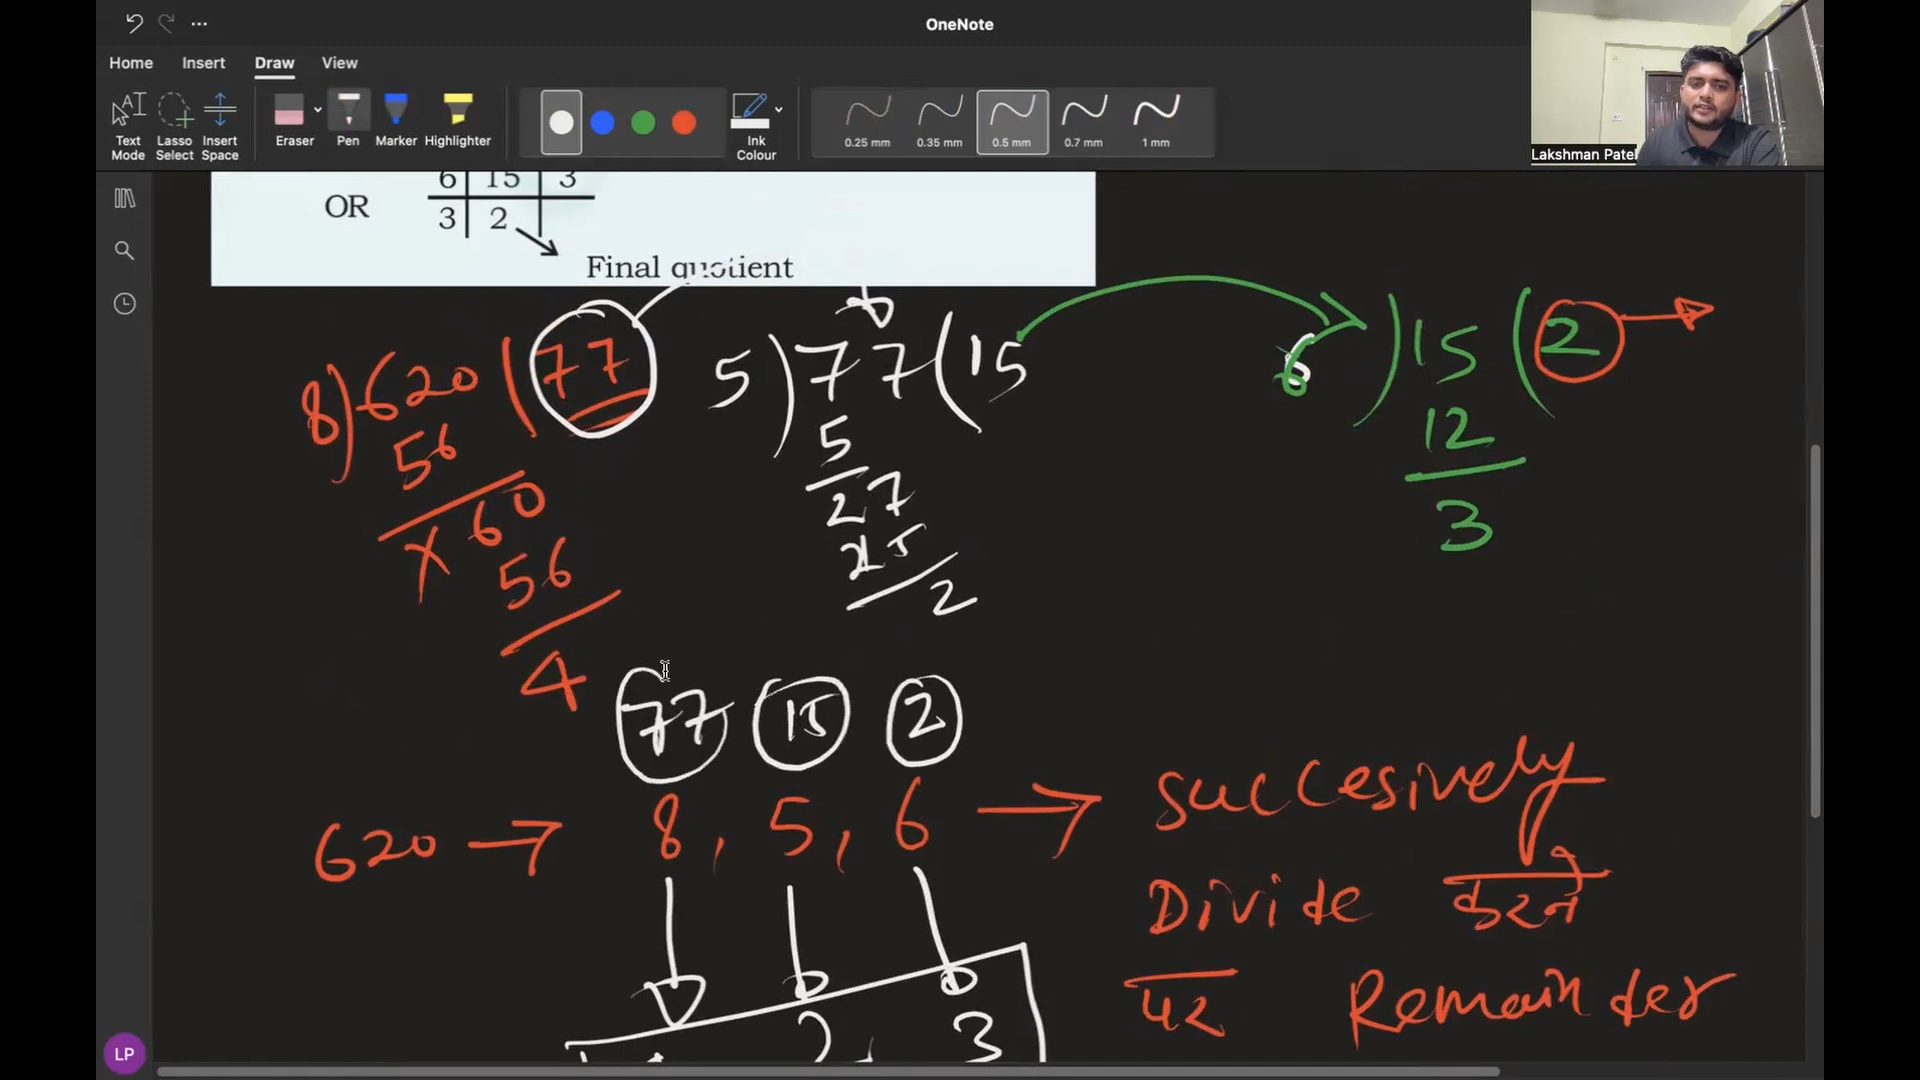 OneNote
Home Insert Draw View
Text Mode
Lasso Select
Insert Space
Eraser
Pen
Marker
Highlighter
Ink Colour
0.25 mm
0.35 mm
0.5 mm
0.7 mm
1 mm
Lakshman Patel
6 15 3
OR 3 2
Final quotient
8)620(77
56
60
56
4
5)77(15
5
27
25
2
6)15(2
12
3
77 15 2
620 → 8, 5, 6 → Succesively
Divide करने
पर Remainder
2, 3
LP